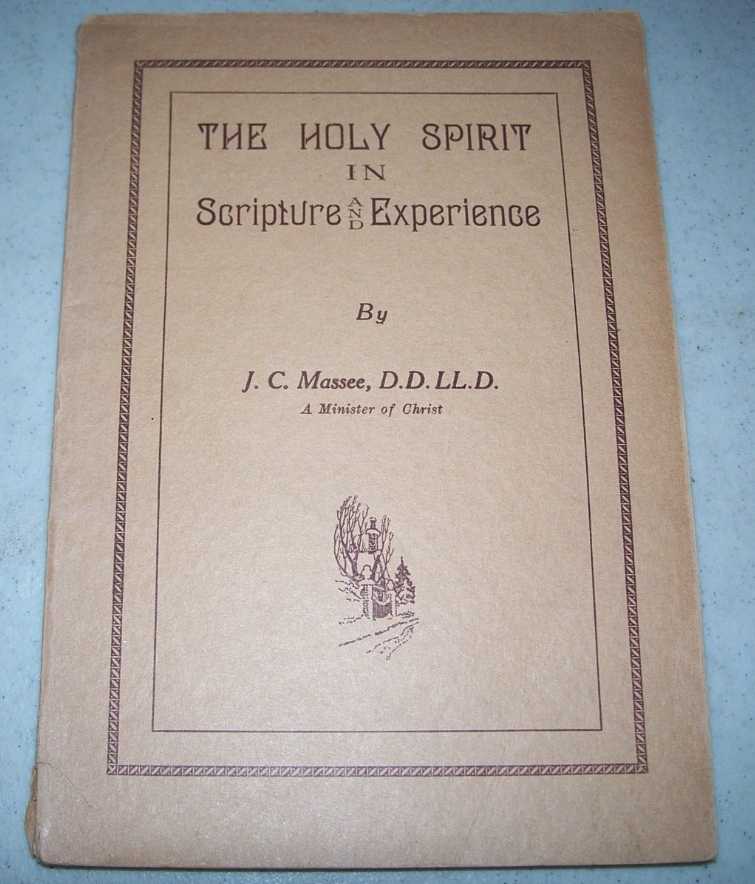 THE HOLY SPIRIT
IN
Scripture AND Experience
By
J. C. Massee, D.D. LL.D.
A Minister of Christ